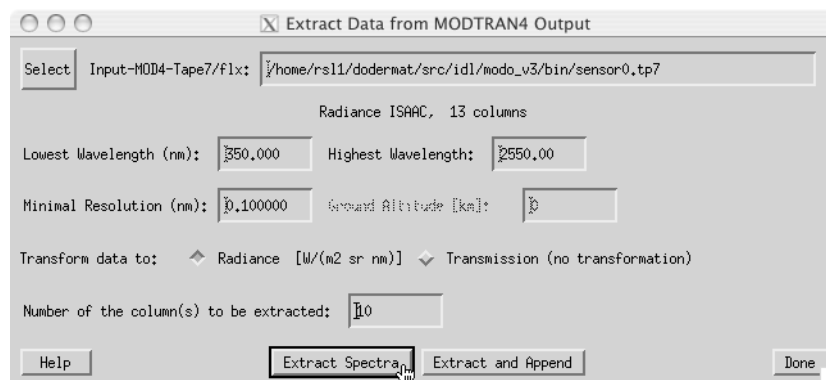 Extract Data from MODTRAN4 Output
Select Input-MOD4-Tape7/flx: /home/rsl1/dodermat/src/idl/modo_v3/bin/sensor0.tp7
Radiance ISAAC, 13 columns
Lowest Wavelength (nm): 350.000 Highest Wavelength: 2550.00
Minimal Resolution (nm): 0.100000 Ground Altitude [km]: 0
Transform data to: Radiance [W/(m2 sr nm)] Transmission (no transformation)
Number of the column(s) to be extracted: 10
Help Extract Spectra Extract and Append Done